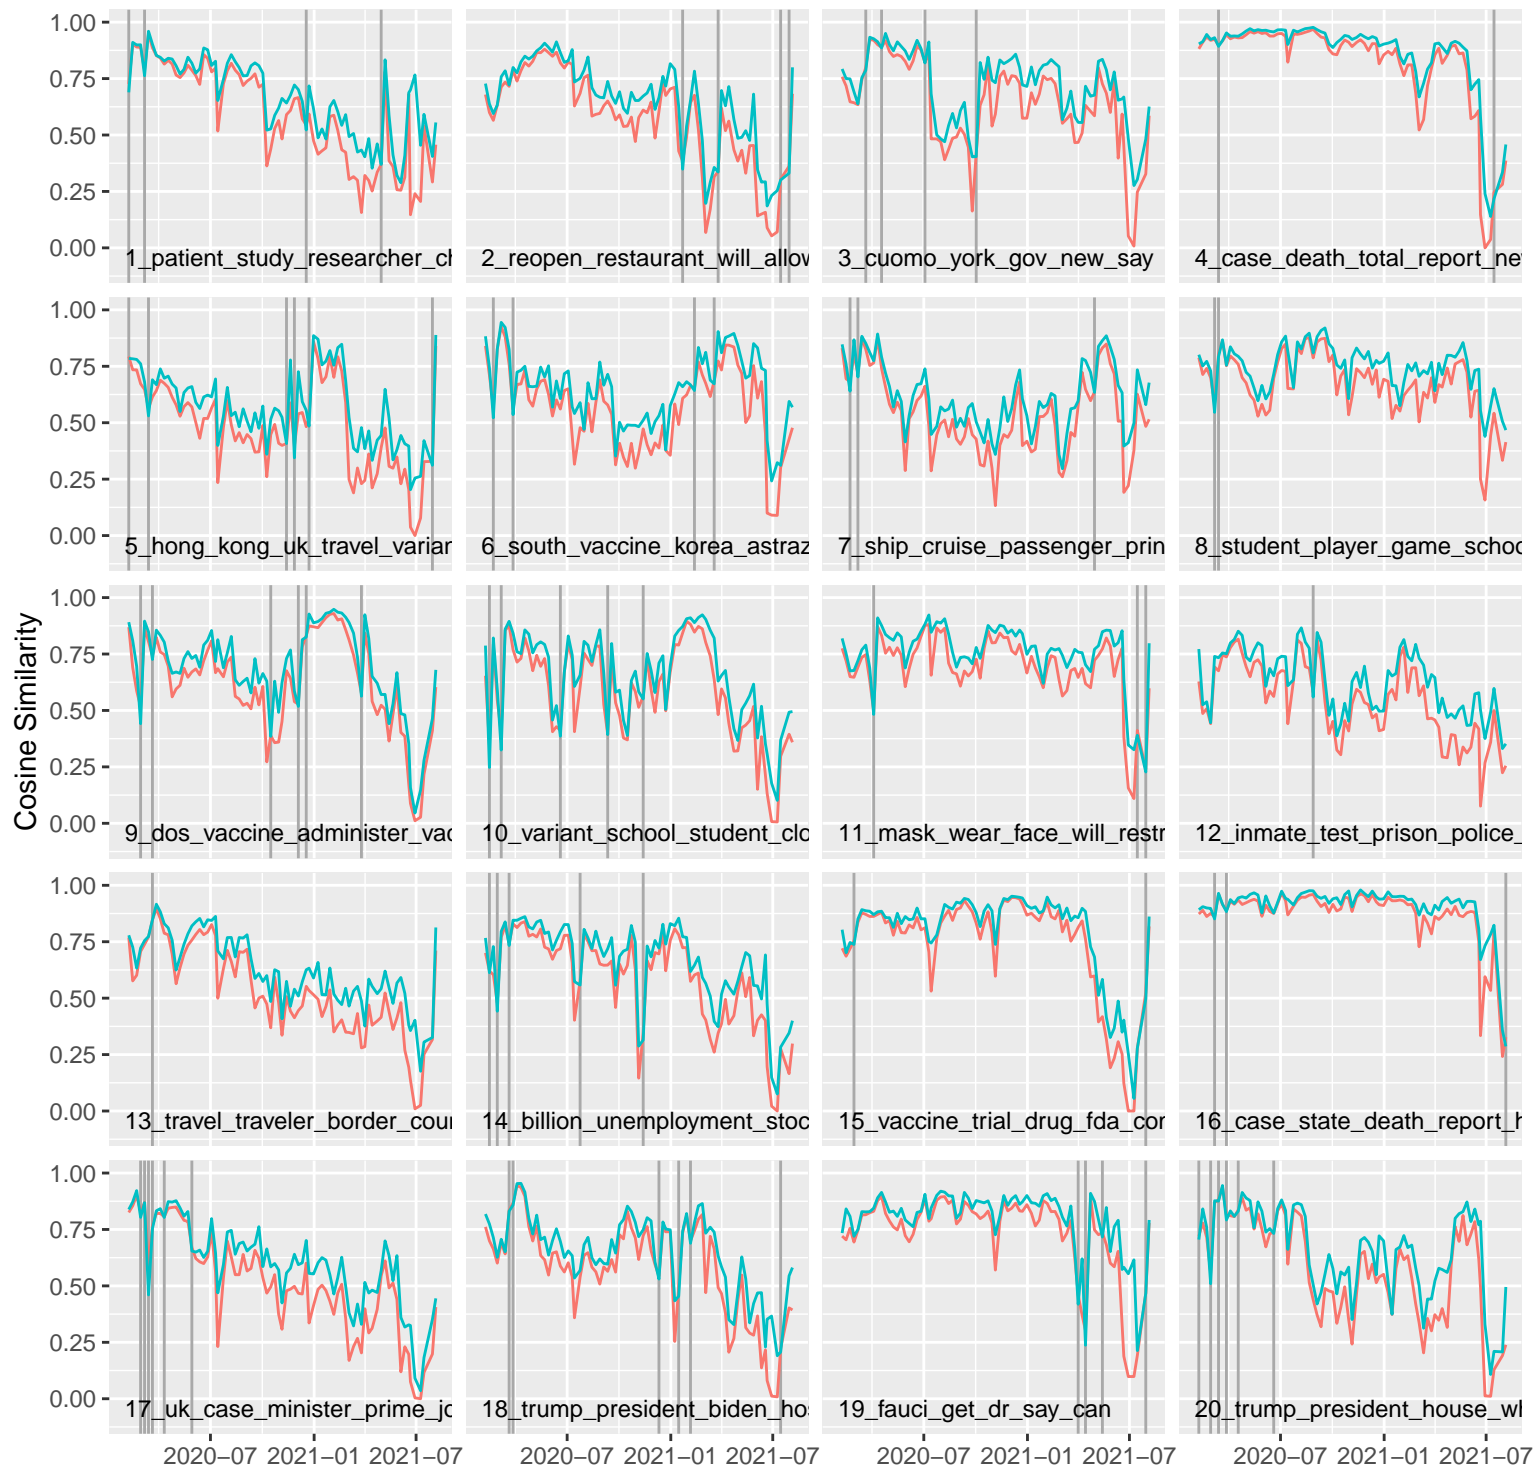 1.00
0.75
0.50
0.25
0.00
1_patient_study_researcher_ch
2_reopen_restaurant_will_allow
3_cuomo_york_gov_new_say
4_case_death_total_report_new
1.00
0.75
0.50
0.25
0.00
5_hong_kong_uk_travel_varian
6_south_vaccine_korea_astraz
7_ship_cruise_passenger_prin
8_student_player_game_schoo
Cosine Similarity
1.00
0.75
0.50
0.25
0.00
9_dos_vaccine_administer_vac
10_variant_school_student_clo
11_mask_wear_face_will_restr
12_inmate_test_prison_police_
1.00
0.75
0.50
0.25
0.00
13_travel_traveler_border_cour
14_billion_unemployment_stoc
15_vaccine_trial_drug_fda_cor
16_case_state_death_report_h
1.00
0.75
0.50
0.25
0.00
17_uk_case_minister_prime_jo
18_trump_president_biden_hos
19_fauci_get_dr_say_can
20_trump_president_house_wh
2020−07 2021−01 2021−07
2020−07 2021−01 2021−07
2020−07 2021−01 2021−07
2020−07 2021−01 2021−07